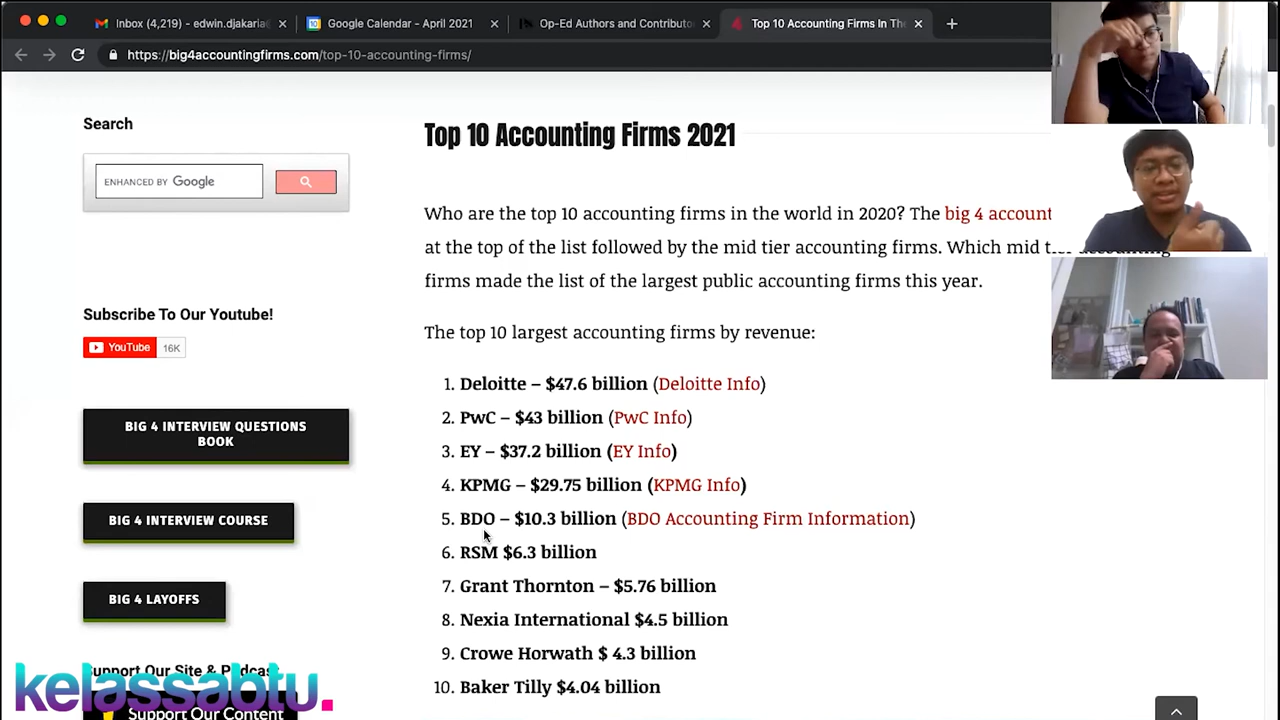 Inbox (4,219) - edwin.djakaria(
Google Calendar - April 2021
Op-Ed Authors and Contributo
Top 10 Accounting Firms In The
https://big4accountingfirms.com/top-10-accounting-firms/
Search
ENHANCED BY Google
Subscribe To Our Youtube!
YouTube 16K
BIG 4 INTERVIEW QUESTIONS
BOOK
BIG 4 INTERVIEW COURSE
BIG 4 LAYOFFS
Support Our Site & Podcast
Support Our Content
kelassabtu.
Top 10 Accounting Firms 2021
Who are the top 10 accounting firms in the world in 2020? The big 4 account
at the top of the list followed by the mid tier accounting firms. Which mid tier accounting
firms made the list of the largest public accounting firms this year.
The top 10 largest accounting firms by revenue:
1. Deloitte – $47.6 billion (Deloitte Info)
2. PwC – $43 billion (PwC Info)
3. EY – $37.2 billion (EY Info)
4. KPMG – $29.75 billion (KPMG Info)
5. BDO – $10.3 billion (BDO Accounting Firm Information)
6. RSM $6.3 billion
7. Grant Thornton – $5.76 billion
8. Nexia International $4.5 billion
9. Crowe Horwath $ 4.3 billion
10. Baker Tilly $4.04 billion